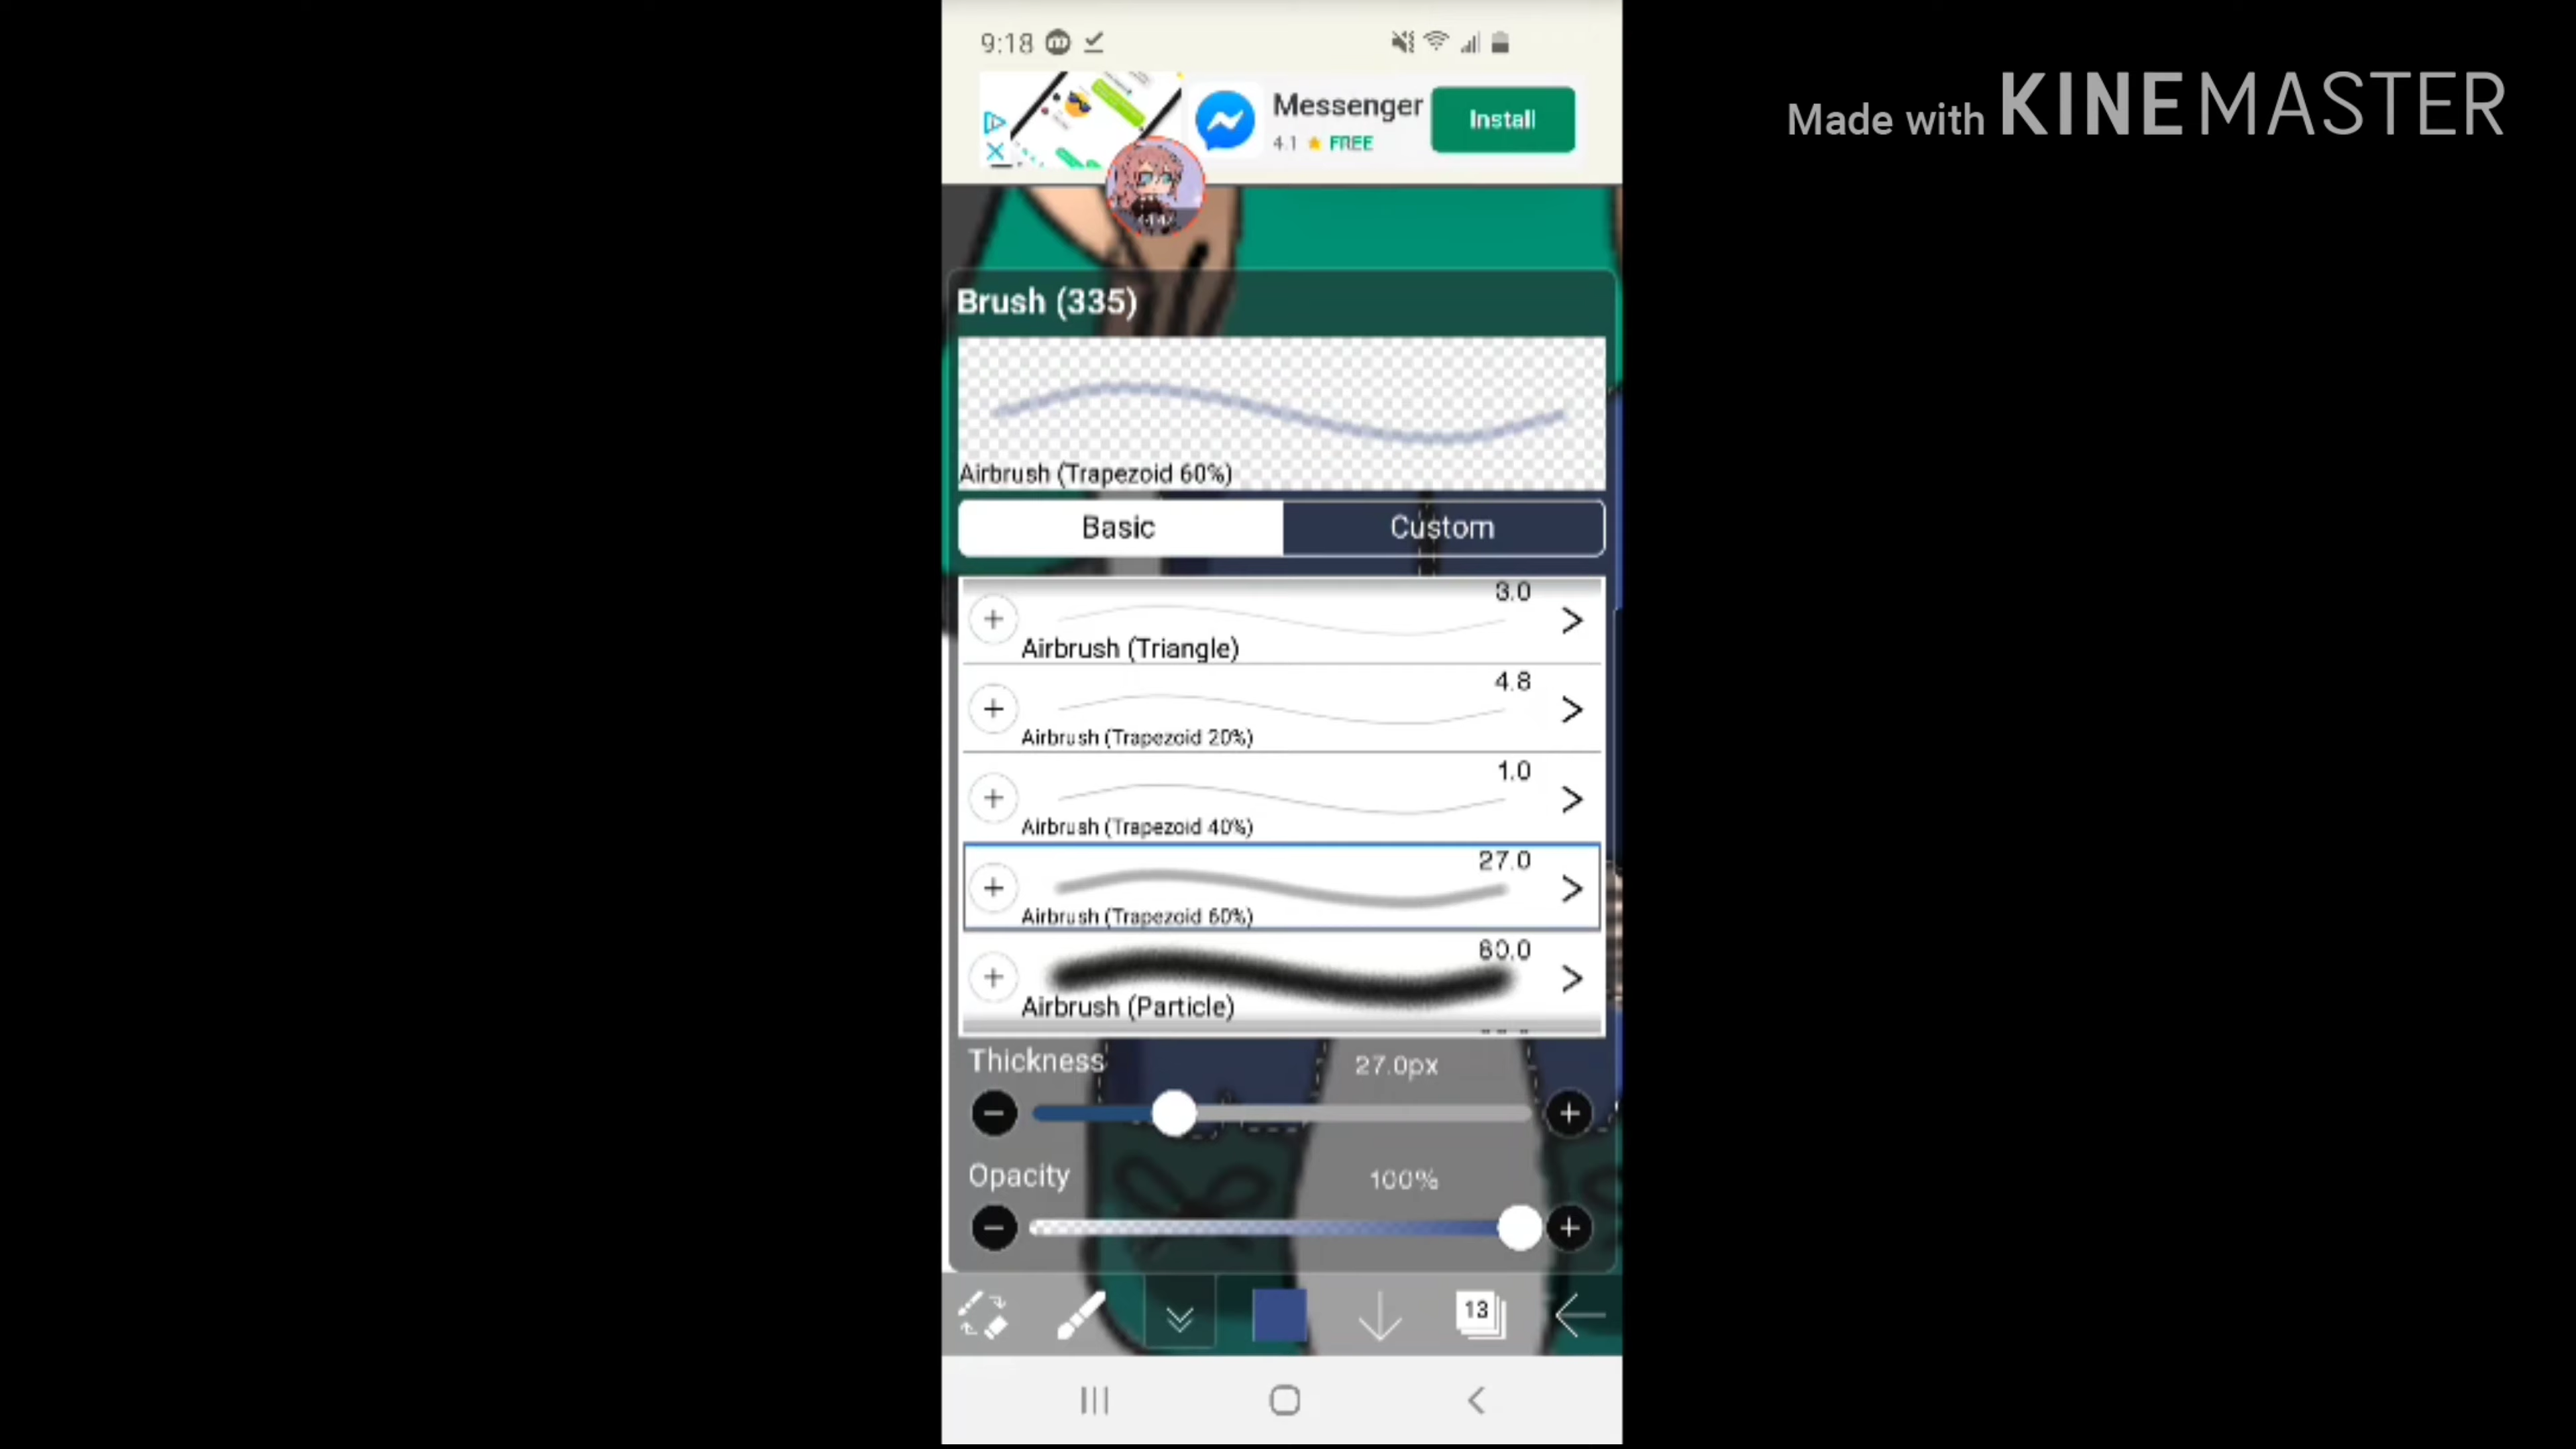 9:18
Made with KINEMASTER
Messenger
4.1 ★ FREE
Install
Brush (335)
Airbrush (Trapezoid 60%)
Basic
Custom
3.0
Airbrush (Triangle)
4.8
Airbrush (Trapezoid 20%)
1.0
Airbrush (Trapezoid 40%)
27.0
Airbrush (Trapezoid 60%)
80.0
Airbrush (Particle)
Thickness
27.0px
Opacity
100%
13